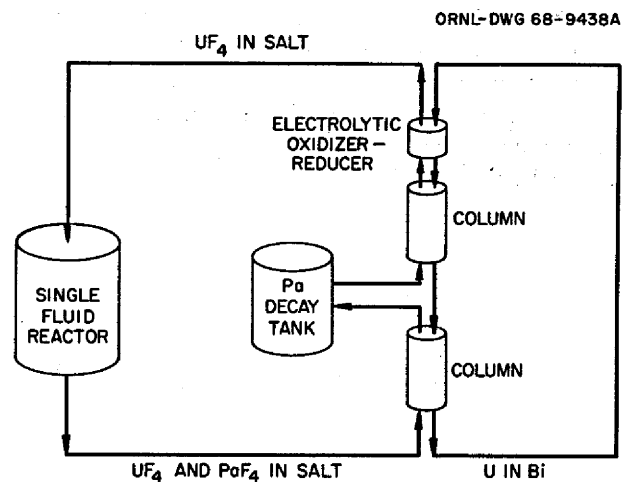 ORNL-DWG 68-9438A
UF₄ IN SALT
ELECTROLYTIC
OXIDIZER –
REDUCER
COLUMN
Pa
DECAY
TANK
SINGLE
FLUID
REACTOR
COLUMN
UF₄ AND PaF₄ IN SALT
U IN Bi